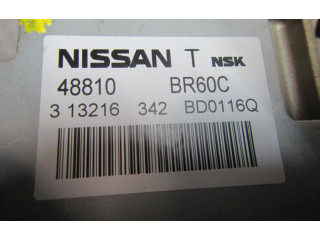 NISSAN T NSK
48810 BR60C
3 13216 342 BD0116Q